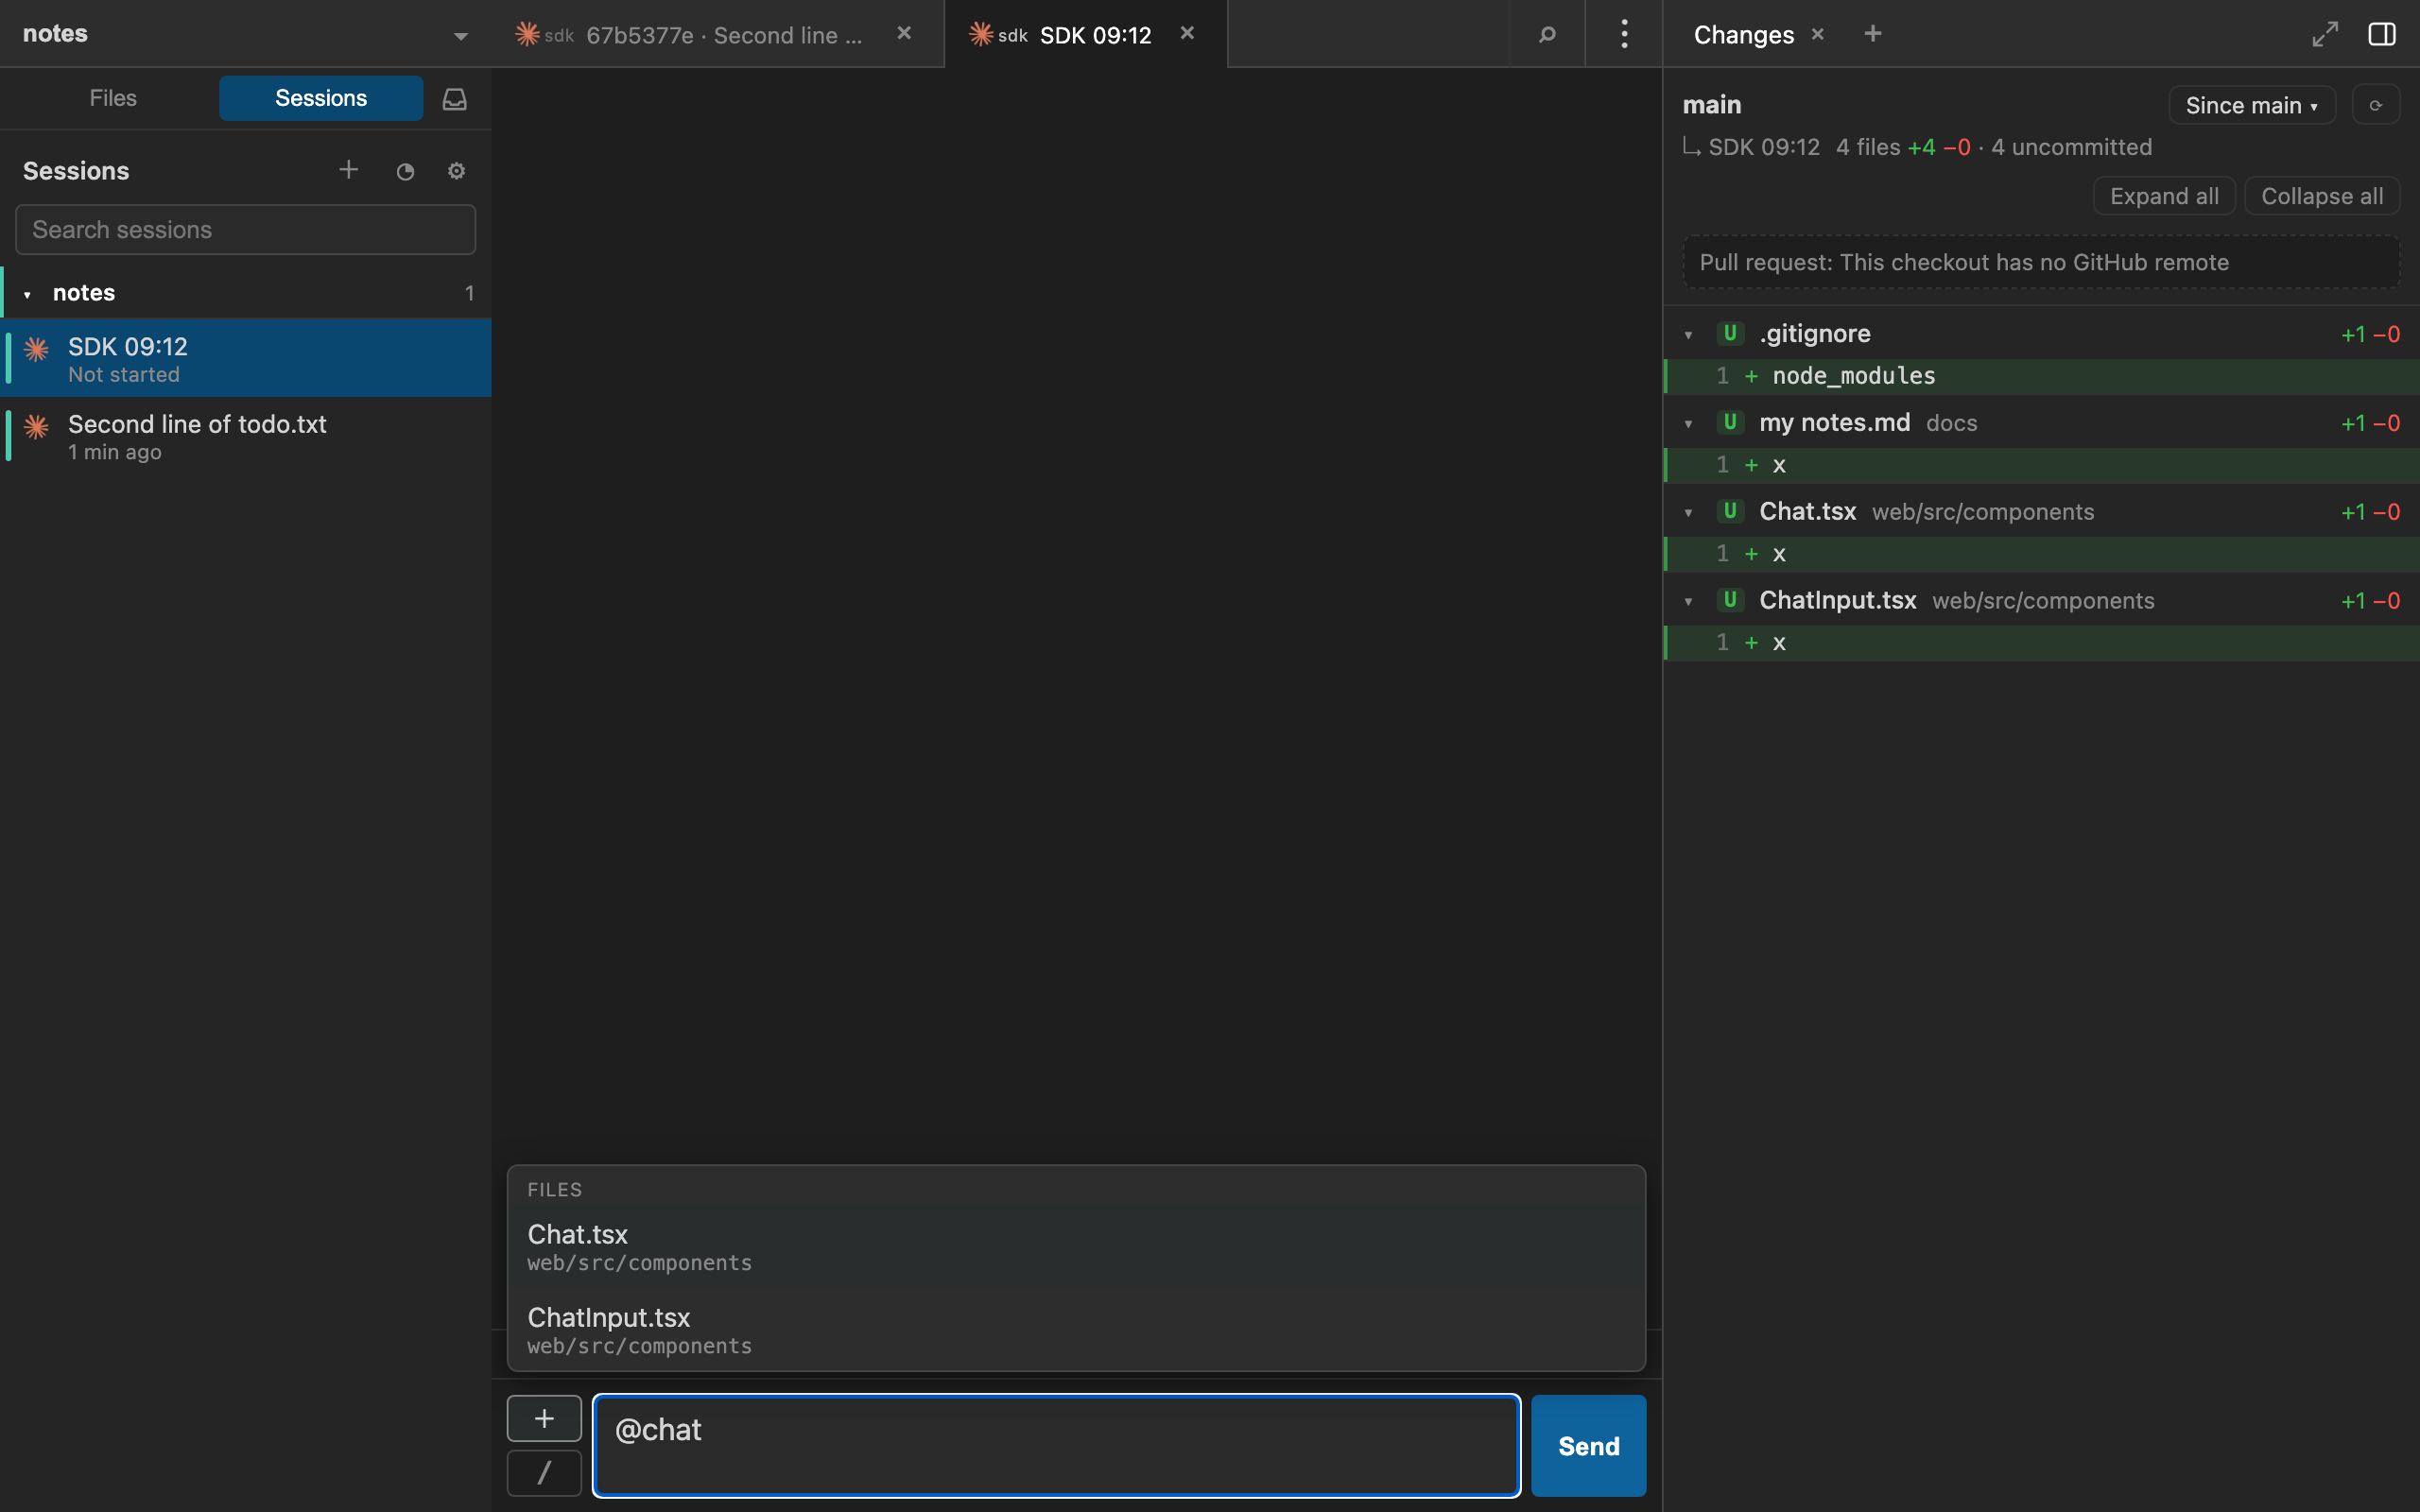 notes
sdk 67b5377e · Second line ...
sdk SDK 09:12
Changes
Files
Sessions
Sessions
Search sessions
notes 1
SDK 09:12
Not started
Second line of todo.txt
1 min ago
FILES
Chat.tsx
web/src/components
ChatInput.tsx
web/src/components
+
/
@chat
Send
main
Since main
SDK 09:12 4 files +4 −0 · 4 uncommitted
Expand all
Collapse all
Pull request: This checkout has no GitHub remote
U .gitignore +1 −0
1 + node_modules
U my notes.md docs +1 −0
1 + x
U Chat.tsx web/src/components +1 −0
1 + x
U ChatInput.tsx web/src/components +1 −0
1 + x